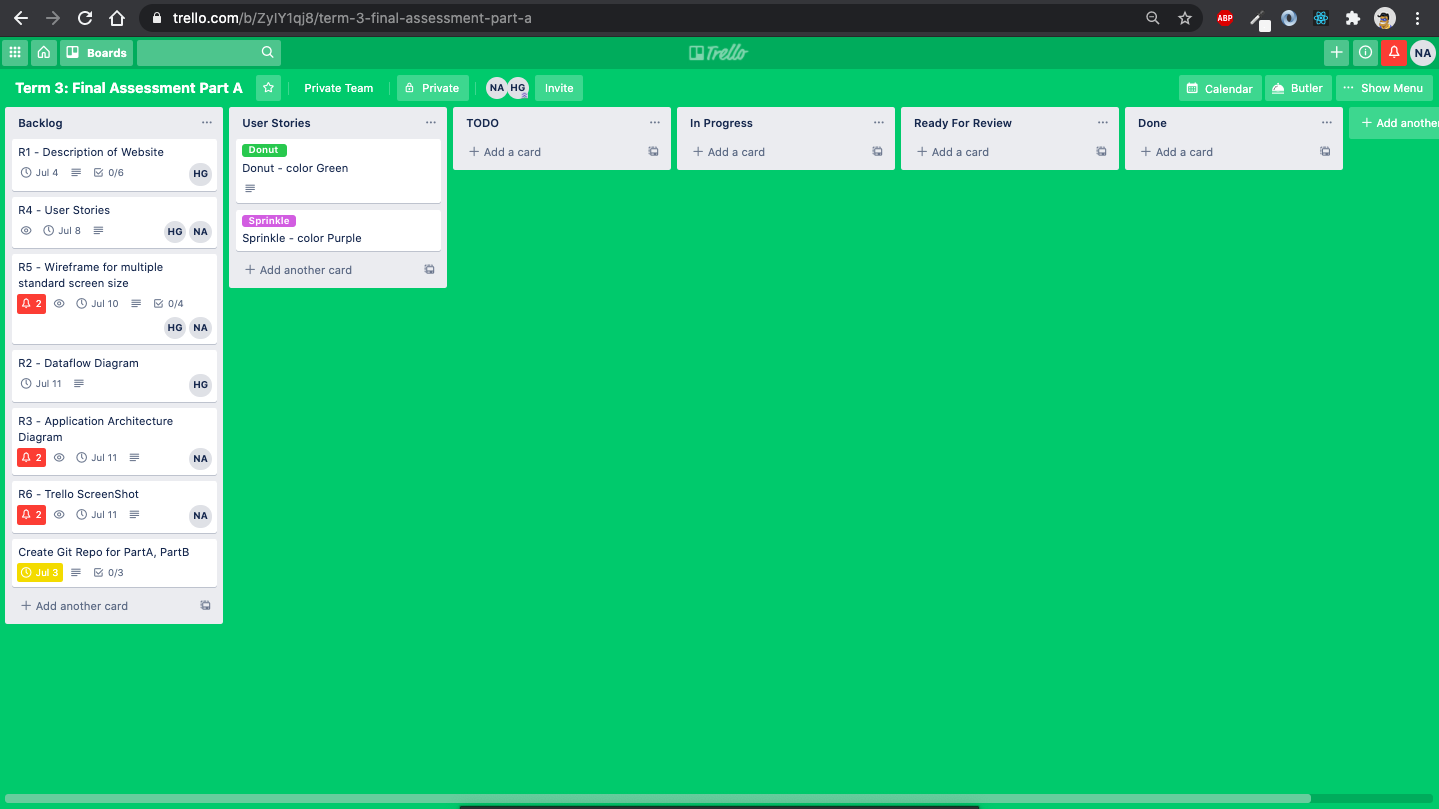 trello.com/b/ZyIY1qj8/term-3-final-assessment-part-a
ABP
Boards
Trello
NA
Term 3: Final Assessment Part A
Private Team
Private
NA HG
Invite
Calendar
Butler
Show Menu
Backlog
R1 - Description of Website
Jul 4 0/6
HG
R4 - User Stories
Jul 8
HG NA
R5 - Wireframe for multiple
standard screen size
2 Jul 10 0/4
HG NA
R2 - Dataflow Diagram
Jul 11
HG
R3 - Application Architecture
Diagram
2 Jul 11
NA
R6 - Trello ScreenShot
2 Jul 11
NA
Create Git Repo for PartA, PartB
Jul 3 0/3
+ Add another card
User Stories
Donut
Donut - color Green
Sprinkle
Sprinkle - color Purple
+ Add another card
TODO
+ Add a card
In Progress
+ Add a card
Ready For Review
+ Add a card
Done
+ Add a card
+ Add another